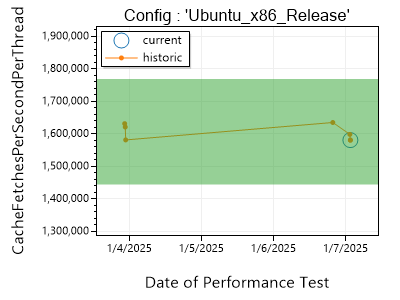 Config : 'Ubuntu_x86_Release'
CacheFetchesPerSecondPerThread
current
historic
1,900,000
1,800,000
1,700,000
1,600,000
1,500,000
1,400,000
1,300,000
1/4/2025 1/5/2025 1/6/2025 1/7/2025
Date of Performance Test